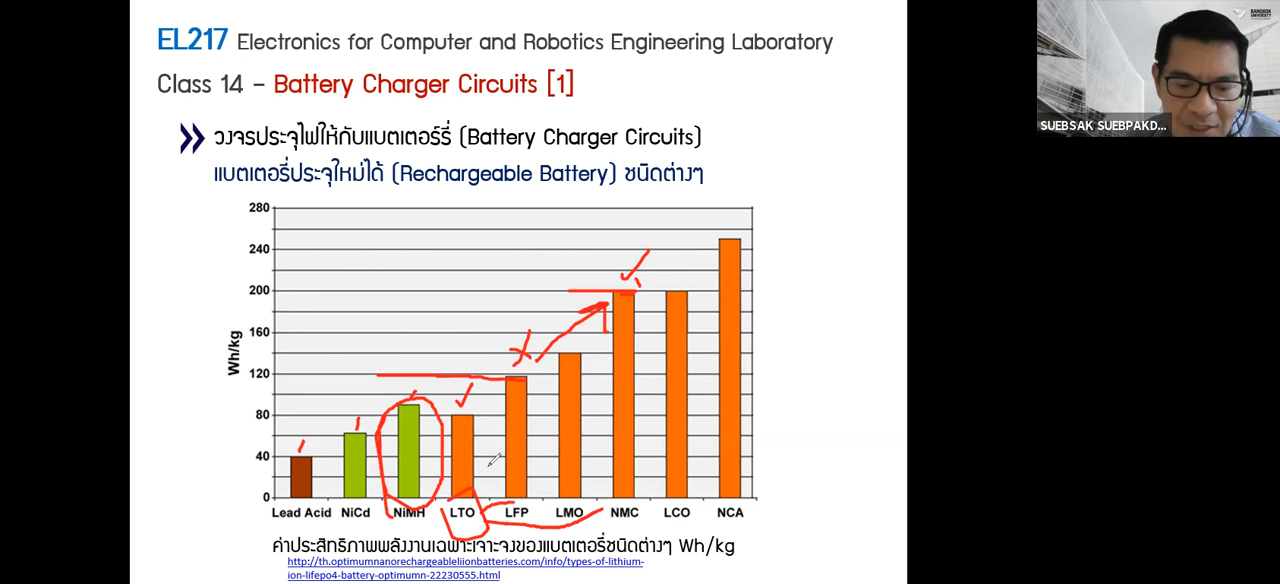 EL217 Electronics for Computer and Robotics Engineering Laboratory
Class 14 – Battery Charger Circuits [1]
วงจรประจุไฟให้กับแบตเตอร์รี่ (Battery Charger Circuits)
แบตเตอรี่ประจุใหม่ได้ (Rechargeable Battery) ชนิดต่างๆ
280
240
200
160
120
80
40
0
Wh/kg
Lead Acid NiCd NiMH LTO LFP LMO NMC LCO NCA
ค่าประสิทธิภาพพลังงานเฉพาะเจาะจงของแบตเตอรี่ชนิดต่างๆ Wh/kg
http://th.optimumnanorechargeableliionbatteries.com/info/types-of-lithium-
ion-lifepo4-battery-optimumn-22230555.html
BANGKOK
UNIVERSITY
SUEBSAK SUEBPAKD...